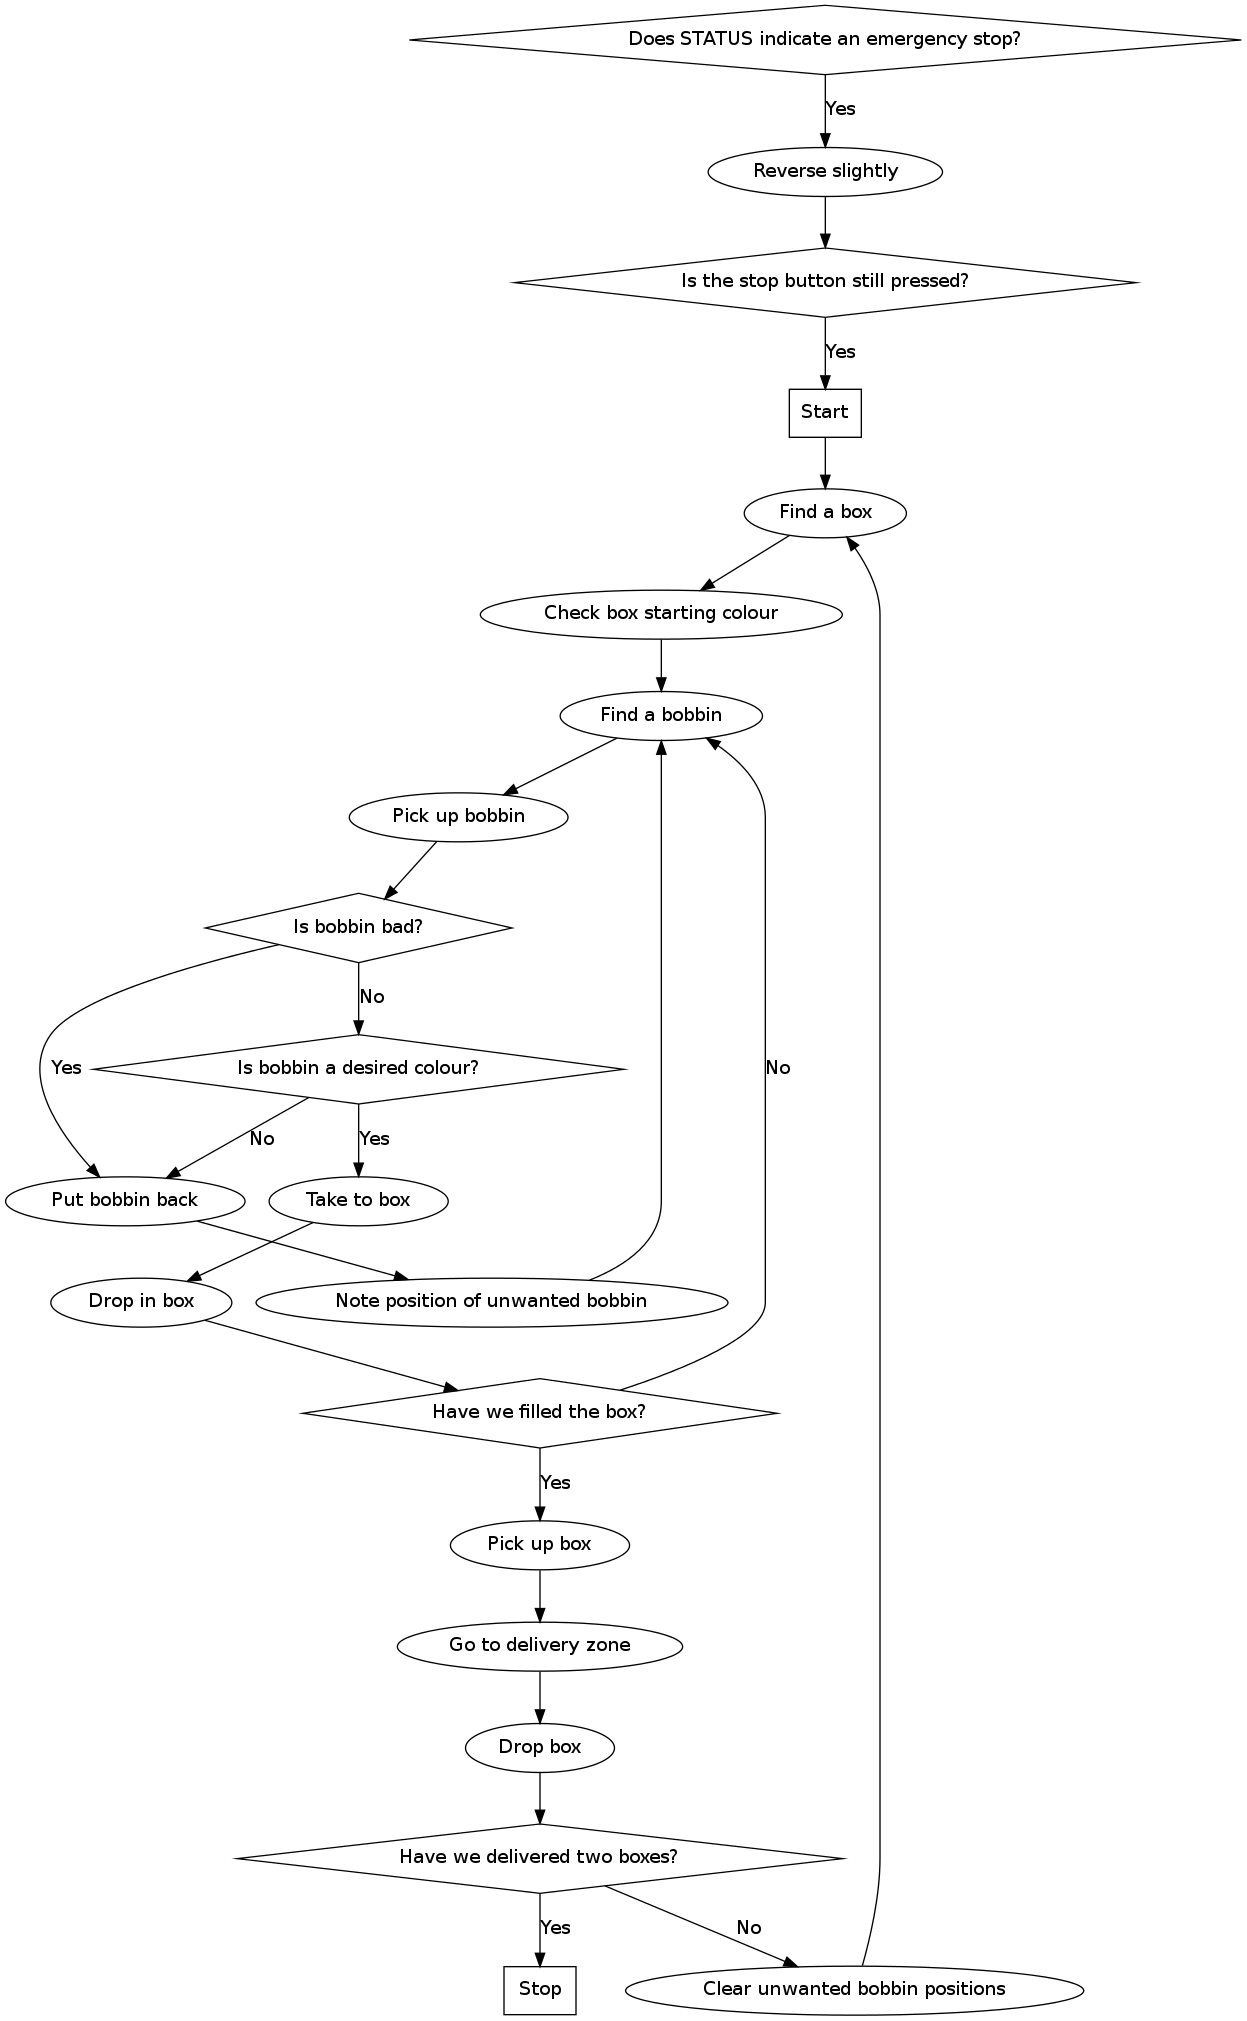 Does STATUS indicate an emergency stop?
Yes
Reverse slightly
Is the stop button still pressed?
Yes
Start
Find a box
Check box starting colour
Find a bobbin
Pick up bobbin
Is bobbin bad?
No
Yes
Is bobbin a desired colour?
No
No
Yes
Put bobbin back
Take to box
Drop in box
Note position of unwanted bobbin
Have we filled the box?
Yes
Pick up box
Go to delivery zone
Drop box
Have we delivered two boxes?
Yes
No
Stop
Clear unwanted bobbin positions